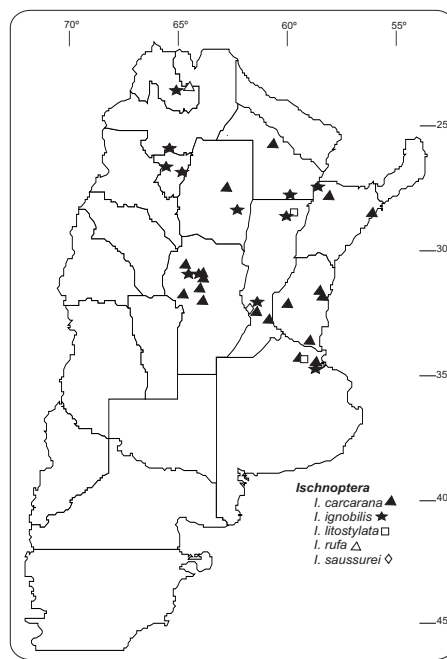 70º 65º 60º 55º
25
30
35
40
45
Ischnoptera
I. carcarana
I. ignobilis
I. litostylata
I. rufa
I. saussurei